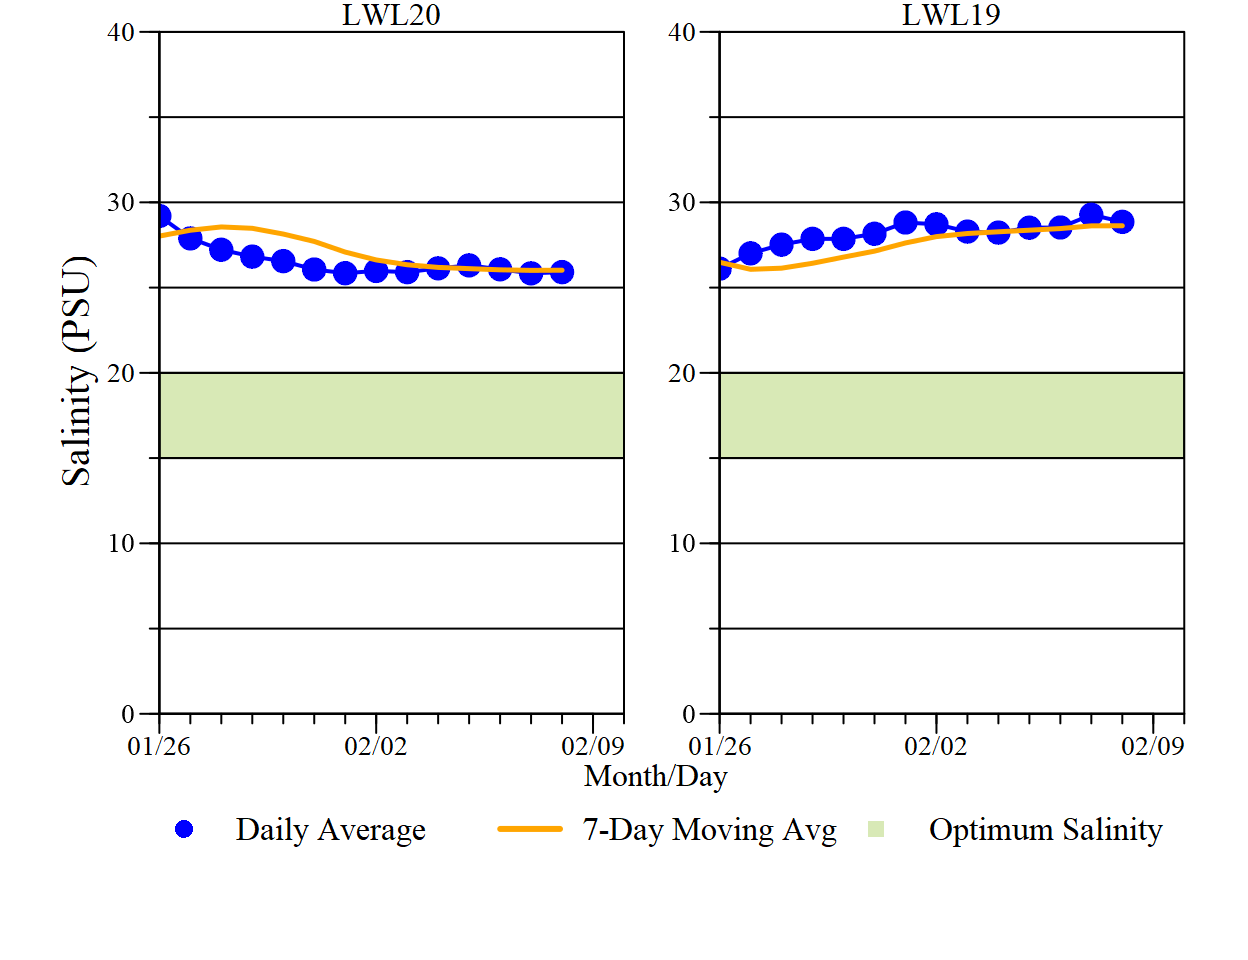 LWL20
LWL19
40
30
20
10
0
40
30
20
10
0
Salinity (PSU)
01/26
02/02
02/09
01/26
02/02
02/09
Month/Day
Daily Average
7-Day Moving Avg
Optimum Salinity